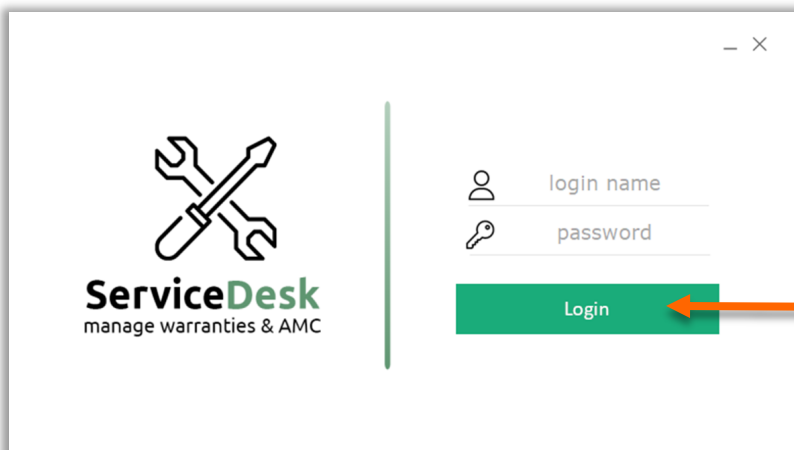 login name
password
ServiceDesk
manage warranties & AMC
Login